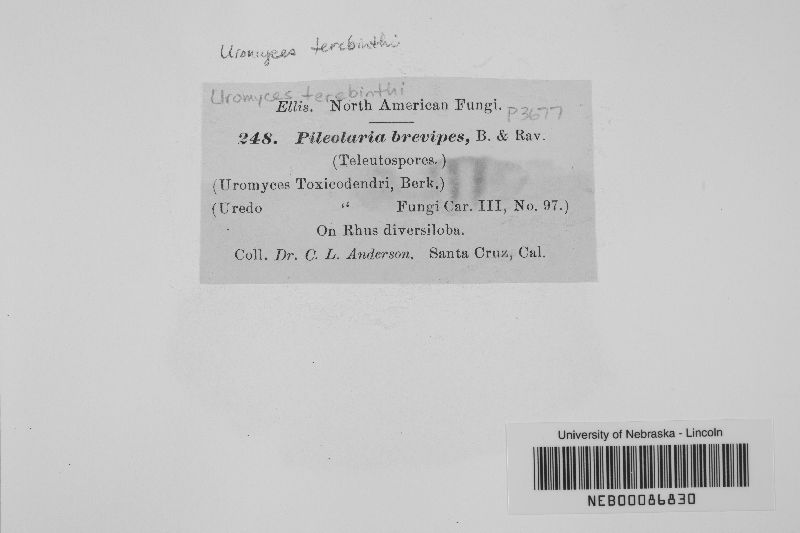 Uromyces terebinthi
Uromyces terebinthi
Ellis. North American Fungi.
P3677
248. Pileolaria brevipes, B. & Rav.
(Teleutospores.)
(Uromyces Toxicodendri, Berk.)
(Uredo “ Fungi Car. III, No. 97.)
On Rhus diversiloba.
Coll. Dr. C. L. Anderson. Santa Cruz, Cal.
University of Nebraska - Lincoln
NEB00086830